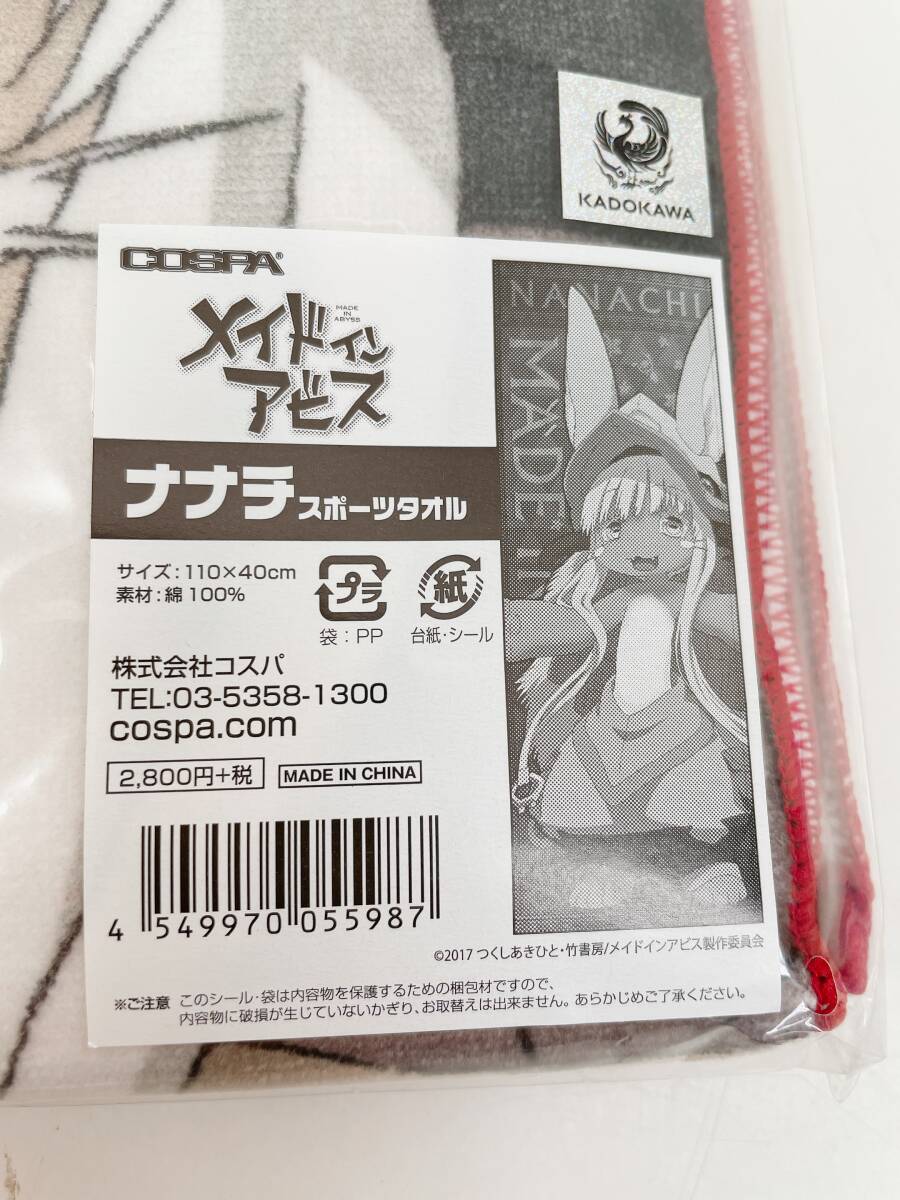 KADOKAWA
COSPA®
MADE
IN
ABYSS
メイドイン
アビス
NANACHI
MADE IN
ナナチ スポーツタオル
サイズ:110×40cm
素材:綿 100%
プラ
紙
袋:PP
台紙・シール
株式会社コスパ
TEL:03-5358-1300
cospa.com
2,800円+税
MADE IN CHINA
4 549970 055987
©2017 つくしあきひと・竹書房/メイドインアビス製作委員会
※ご注意 このシール・袋は内容物を保護するための梱包材ですので、
内容物に破損が生じていないかぎり、お取替えは出来ません。あらかじめご了承ください。